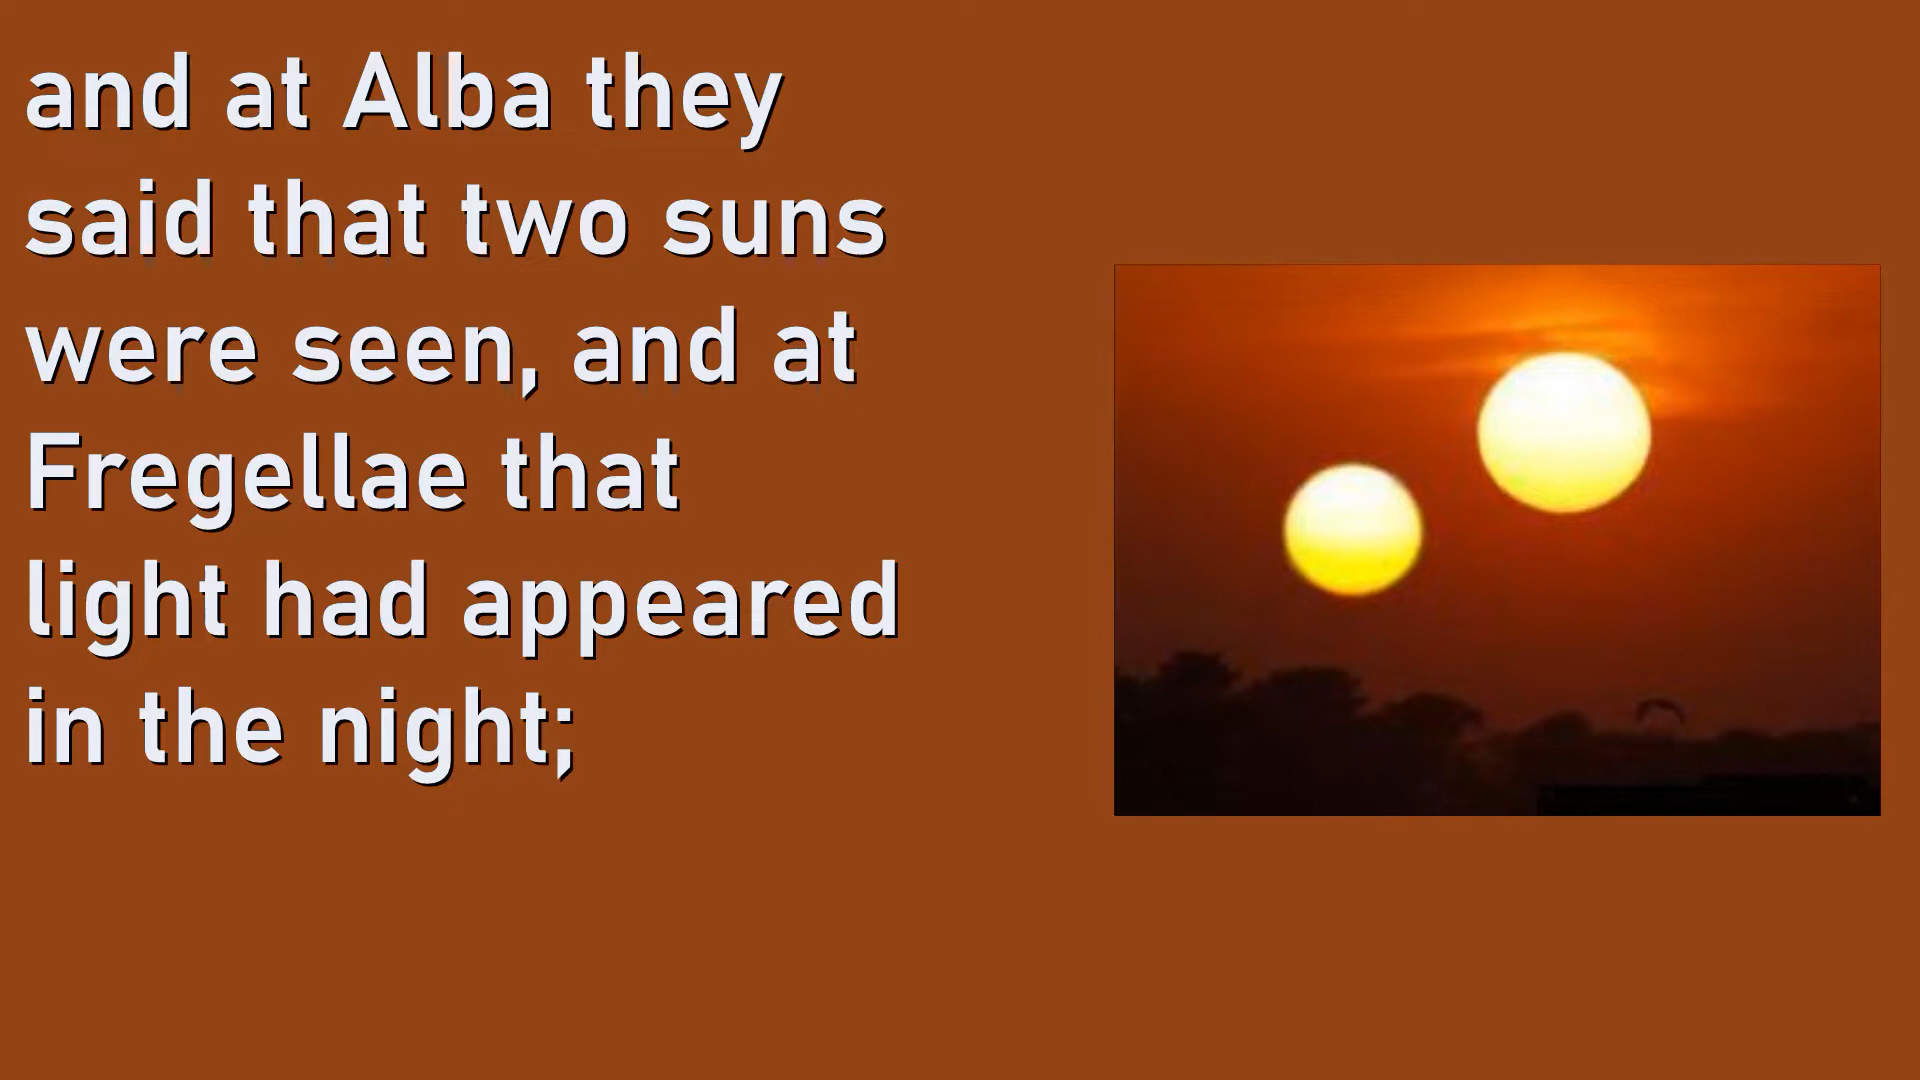 and at Alba they
said that two suns
were seen, and at
Fregellae that
light had appeared
in the night;